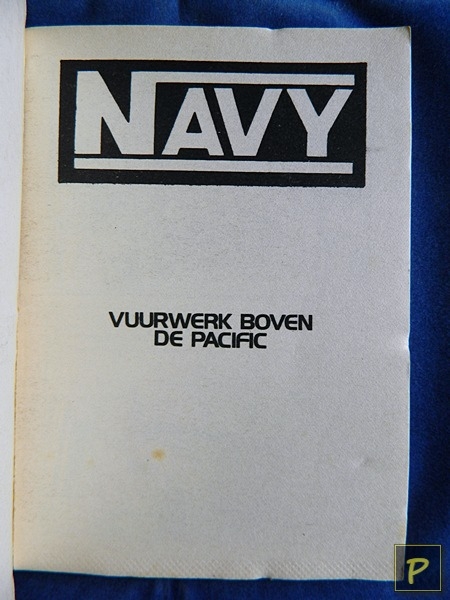 NAVY
VUURWERK BOVEN
DE PACIFIC
P